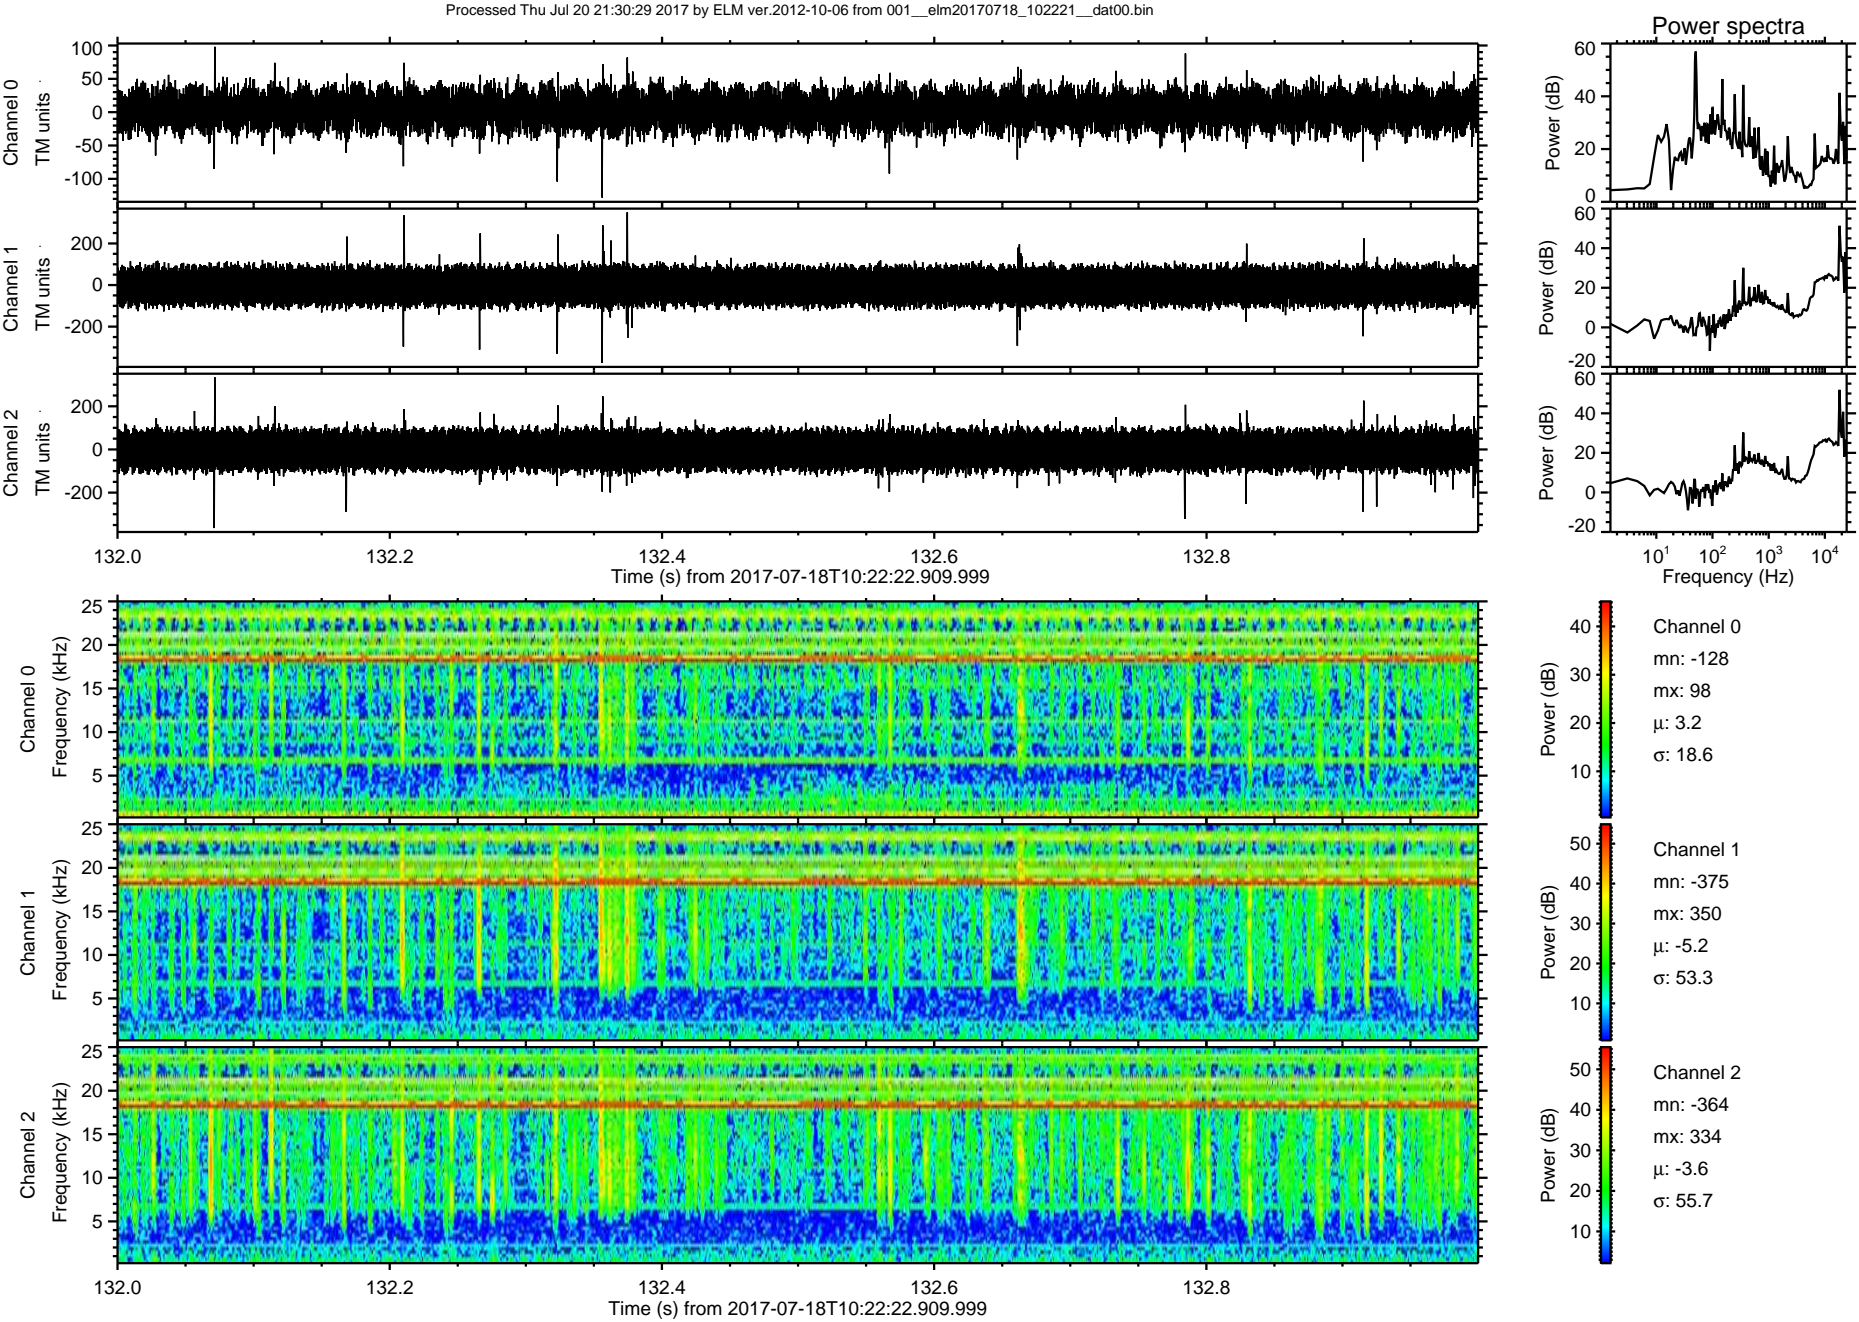 Processed Thu Jul 20 21:30:29 2017 by ELM ver.2012-10-06 from 001__elm20170718_102221__dat00.bin
Power spectra
Channel 0
TM units
100
50
0
-50
-100
Power (dB)
60
40
20
0
Channel 1
TM units
200
0
-200
Power (dB)
60
40
20
0
-20
Channel 2
TM units
200
0
-200
Power (dB)
60
40
20
0
-20
132.0 132.2 132.4 132.6 132.8
Time (s) from 2017-07-18T10:22:22.909.999
10^1 10^2 10^3 10^4
Frequency (Hz)
Channel 0
Frequency (kHz)
25
20
15
10
5
Power (dB)
40
30
20
10
Channel 0
mn: -128
mx: 98
μ: 3.2
σ: 18.6
Channel 1
Frequency (kHz)
25
20
15
10
5
Power (dB)
50
40
30
20
10
Channel 1
mn: -375
mx: 350
μ: -5.2
σ: 53.3
Channel 2
Frequency (kHz)
25
20
15
10
5
Power (dB)
50
40
30
20
10
Channel 2
mn: -364
mx: 334
μ: -3.6
σ: 55.7
132.0 132.2 132.4 132.6 132.8
Time (s) from 2017-07-18T10:22:22.909.999